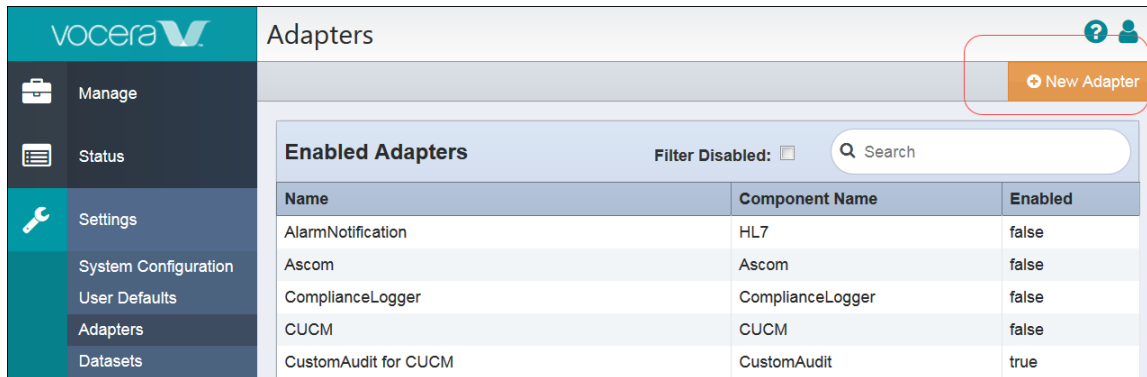 vocera
Adapters
Manage
New Adapter
Status
Enabled Adapters Filter Disabled: Search
Name Component Name Enabled
Settings
AlarmNotification HL7 false
System Configuration
Ascom Ascom false
User Defaults
ComplianceLogger ComplianceLogger false
Adapters
CUCM CUCM false
Datasets
CustomAudit for CUCM CustomAudit true